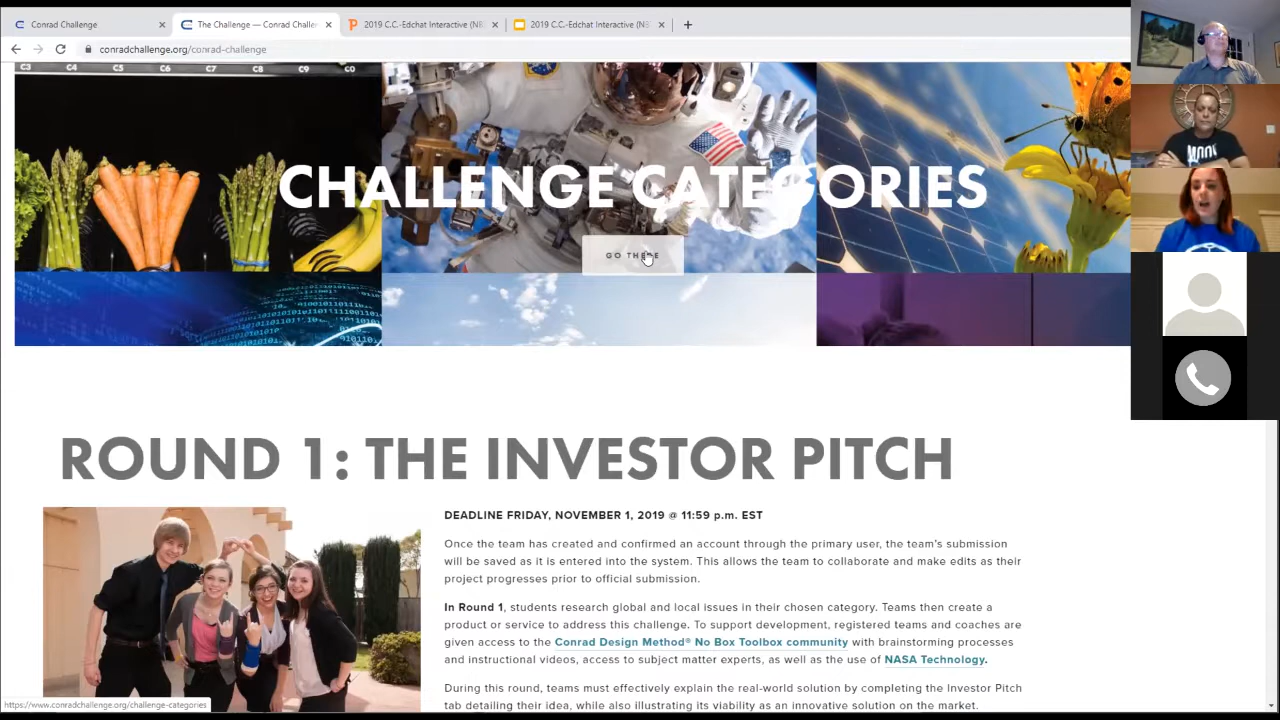 Conrad Challenge
The Challenge — Conrad Challe
2019 C.C.-Edchat Interactive (N
2019 C.C.-Edchat Interactive (N
conradchallenge.org/conrad-challenge
C3 C4 C5 C6 C7 C8 C9 C0
CHALLENGE CATEGORIES
GO THERE
ROUND 1: THE INVESTOR PITCH
DEADLINE FRIDAY, NOVEMBER 1, 2019 @ 11:59 p.m. EST
Once the team has created and confirmed an account through the primary user, the team's submission
will be saved as it is entered into the system. This allows the team to collaborate and make edits as their
project progresses prior to official submission.
In Round 1, students research global and local issues in their chosen category. Teams then create a
product or service to address this challenge. To support development, registered teams and coaches are
given access to the Conrad Design Method® No Box Toolbox community with brainstorming processes
and instructional videos, access to subject matter experts, as well as the use of NASA Technology.
During this round, teams must effectively explain the real-world solution by completing the Investor Pitch
tab detailing their idea, while also illustrating its viability as an innovative solution on the market.
https://www.conradchallenge.org/challenge-categories